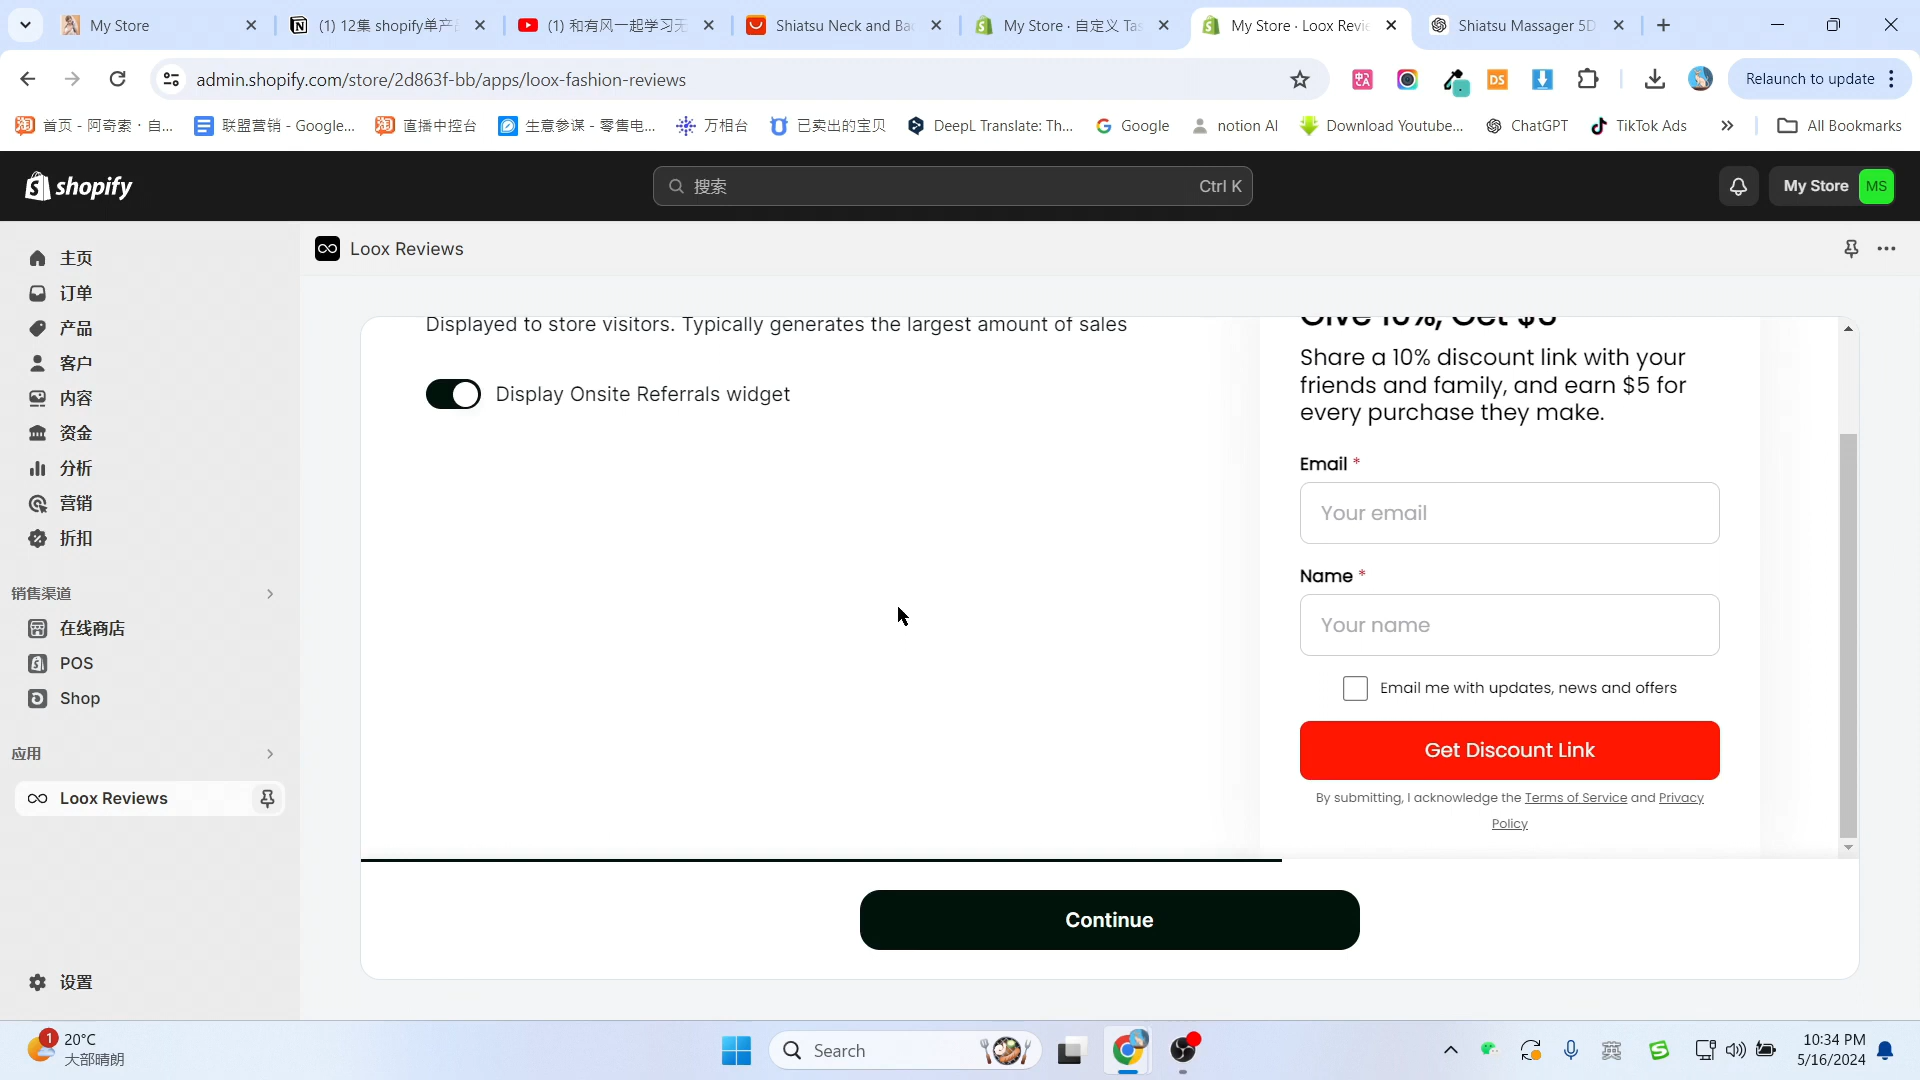 My Store
(1) 12集 shopify单产
(1) 和有风一起学习无
Shiatsu Neck and Ba
My Store · 自定义 Tas
My Store · Loox Revie
Shiatsu Massager 5D
admin.shopify.com/store/2d863f-bb/apps/loox-fashion-reviews
Relaunch to update
首页 - 阿奇索 · 自...
联盟营销 - Google...
直播中控台
生意参谋 - 零售电...
万相台
已卖出的宝贝
DeepL Translate: Th...
Google
notion AI
Download Youtube...
ChatGPT
TikTok Ads
All Bookmarks
shopify
搜索
Ctrl K
My Store
MS
主页
订单
产品
客户
内容
资金
分析
营销
折扣
销售渠道
在线商店
POS
Shop
应用
Loox Reviews
设置
Loox Reviews
Displayed to store visitors. Typically generates the largest amount of sales
Display Onsite Referrals widget
Give 10%, Get $5
Share a 10% discount link with your
friends and family, and earn $5 for
every purchase they make.
Email *
Your email
Name *
Your name
Email me with updates, news and offers
Get Discount Link
By submitting, I acknowledge the Terms of Service and Privacy
Policy
Continue
1
20°C
大部晴朗
Search
英
10:34 PM
5/16/2024